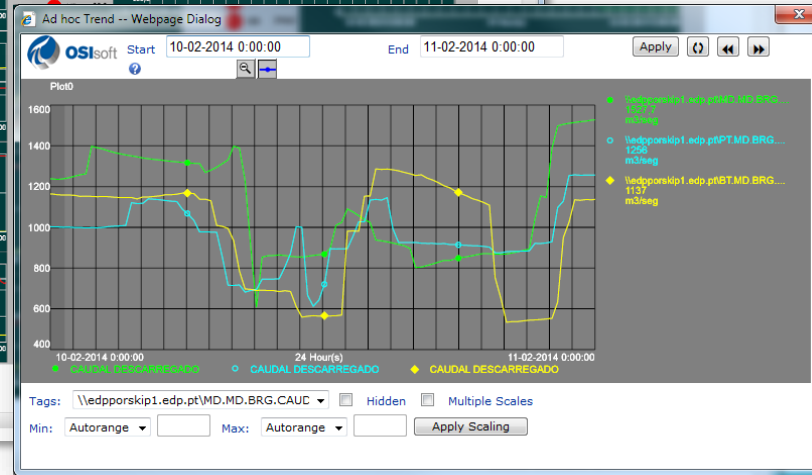 Ad hoc Trend -- Webpage Dialog
OSIsoft Start 10-02-2014 0:00:00 End 11-02-2014 0:00:00 Apply
Plot0
1600
1400
1200
1000
800
600
400
10-02-2014 0:00:00 24 Hour(s) 11-02-2014 0:00:00
CAUDAL DESCARREGADO CAUDAL DESCARREGADO CAUDAL DESCARREGADO
\\edpporskip1.edp.pt\MD.MD.BRG....
1527.7
m3/seg
\\edpporskip1.edp.pt\PT.MD.BRG....
1256
m3/seg
\\edpporskip1.edp.pt\BT.MD.BRG....
1137
m3/seg
Tags: \\edpporskip1.edp.pt\MD.MD.BRG.CAUD Hidden Multiple Scales
Min: Autorange Max: Autorange Apply Scaling